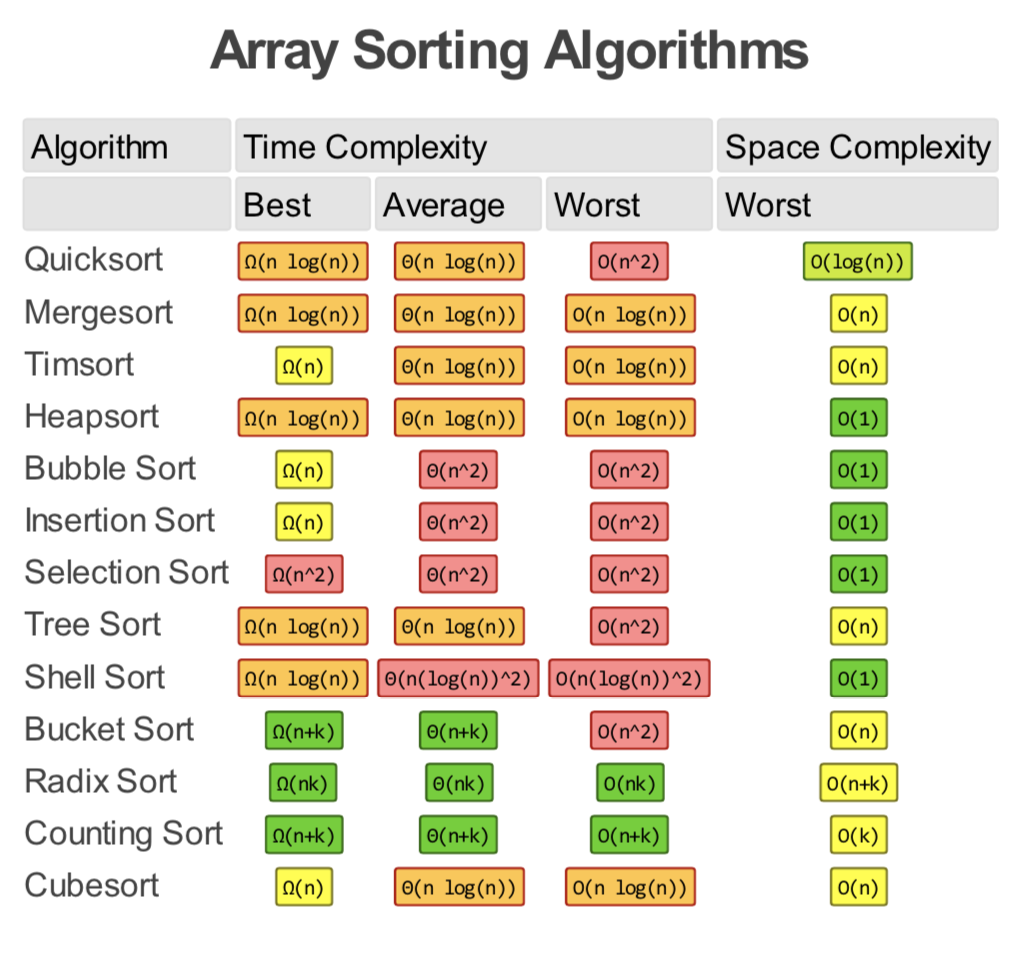 Array Sorting Algorithms
Algorithm Time Complexity Space Complexity
Best Average Worst Worst
Quicksort Ω(n log(n)) Θ(n log(n)) O(n^2) O(log(n))
Mergesort Ω(n log(n)) Θ(n log(n)) O(n log(n)) O(n)
Timsort Ω(n) Θ(n log(n)) O(n log(n)) O(n)
Heapsort Ω(n log(n)) Θ(n log(n)) O(n log(n)) O(1)
Bubble Sort Ω(n) Θ(n^2) O(n^2) O(1)
Insertion Sort Ω(n) Θ(n^2) O(n^2) O(1)
Selection Sort Ω(n^2) Θ(n^2) O(n^2) O(1)
Tree Sort Ω(n log(n)) Θ(n log(n)) O(n^2) O(n)
Shell Sort Ω(n log(n)) Θ(n(log(n))^2) O(n(log(n))^2) O(1)
Bucket Sort Ω(n+k) Θ(n+k) O(n^2) O(n)
Radix Sort Ω(nk) Θ(nk) O(nk) O(n+k)
Counting Sort Ω(n+k) Θ(n+k) O(n+k) O(k)
Cubesort Ω(n) Θ(n log(n)) O(n log(n)) O(n)